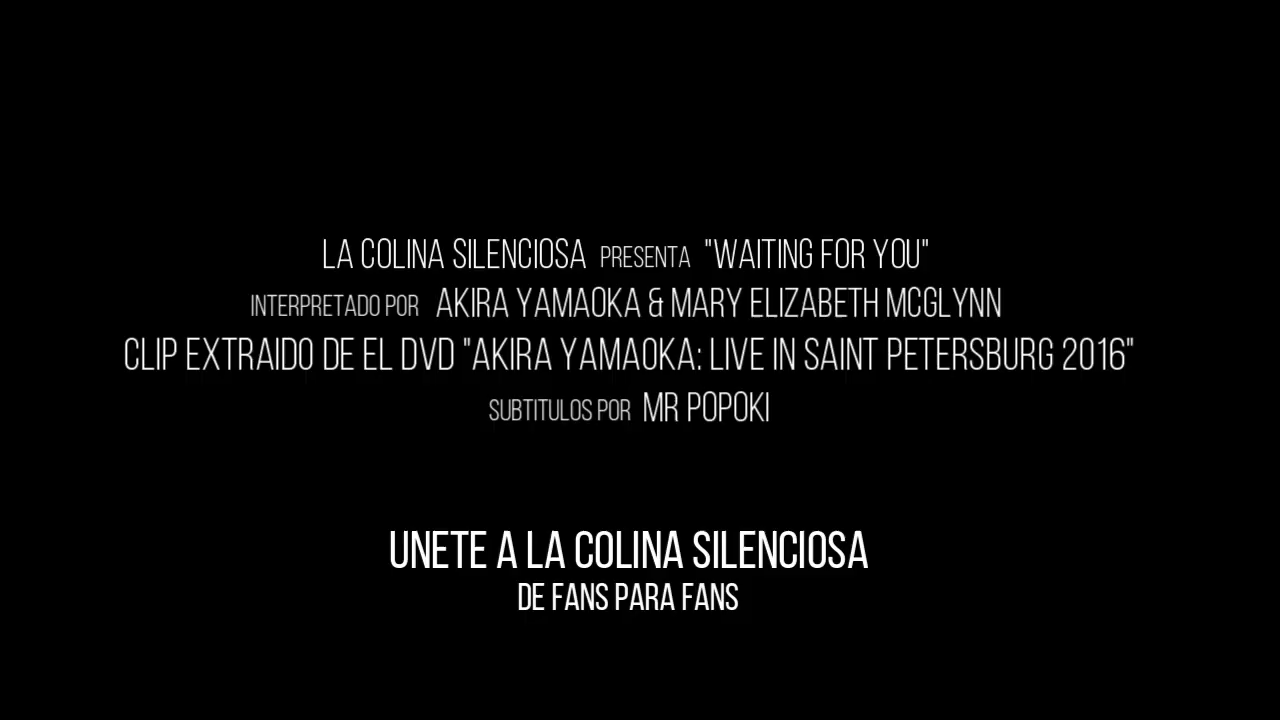 LA COLINA SILENCIOSA PRESENTA "WAITING FOR YOU"
INTERPRETADO POR AKIRA YAMAOKA & MARY ELIZABETH MCGLYNN
CLIP EXTRAIDO DE EL DVD "AKIRA YAMAOKA: LIVE IN SAINT PETERSBURG 2016"
SUBTITULOS POR MR POPOKI
UNETE A LA COLINA SILENCIOSA
DE FANS PARA FANS